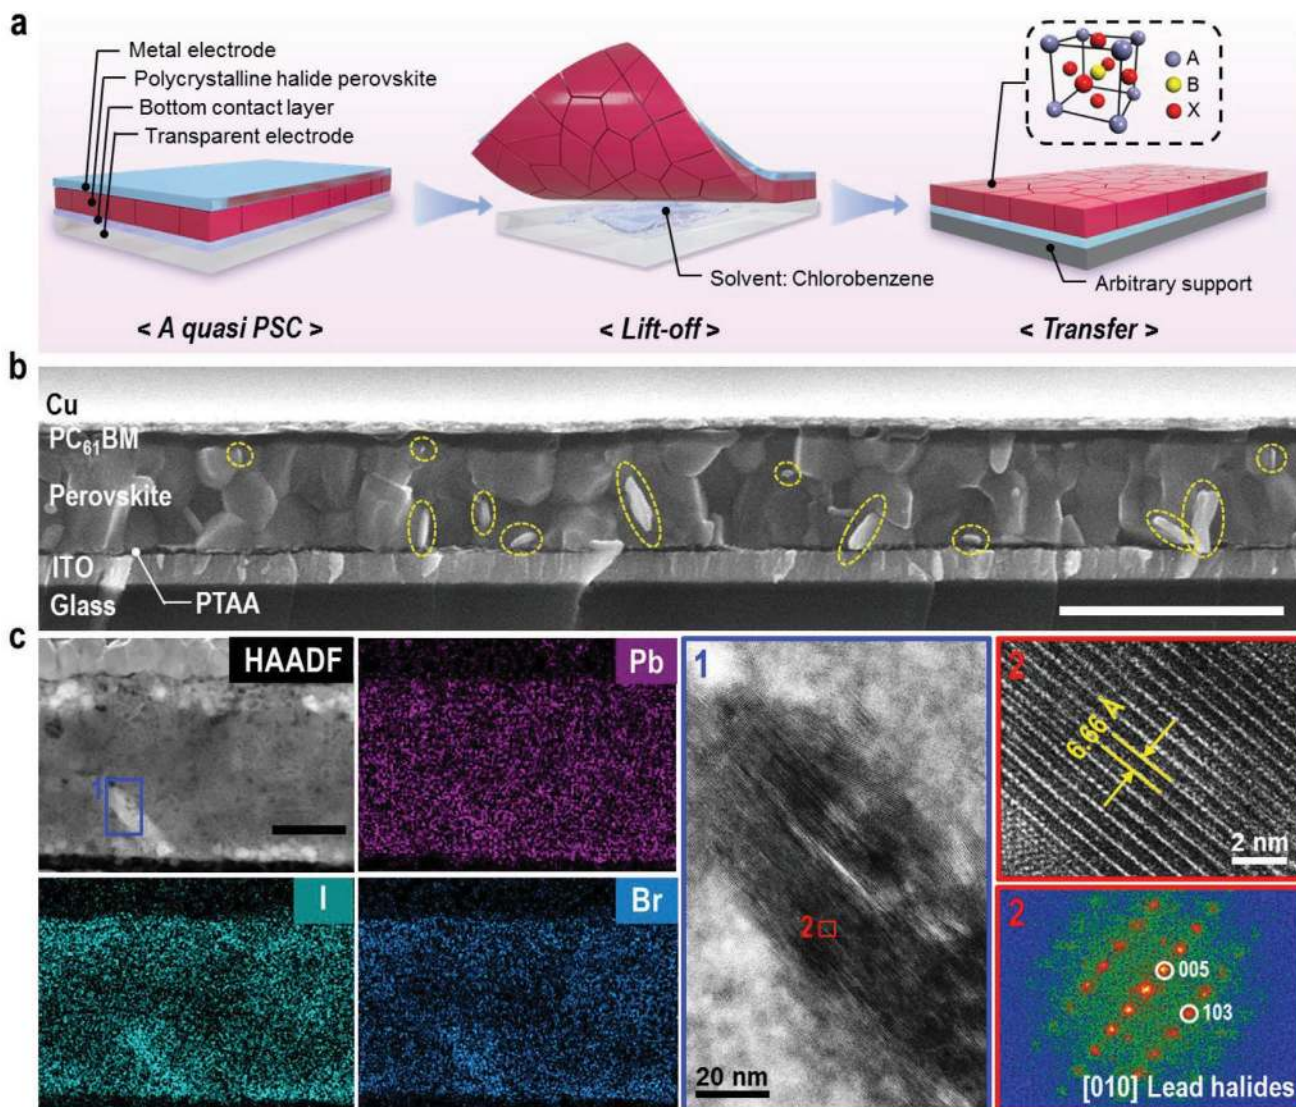 a
Metal electrode
Polycrystalline halide perovskite
Bottom contact layer
Transparent electrode
A
B
X
Solvent: Chlorobenzene
Arbitrary support
< A quasi PSC >
< Lift-off >
< Transfer >
b
Cu
PC₆₁BM
Perovskite
ITO
Glass
PTAA
c
HAADF
1
Pb
I
Br
1
2
20 nm
2
6.66 Å
2 nm
2
005
103
[010] Lead halides